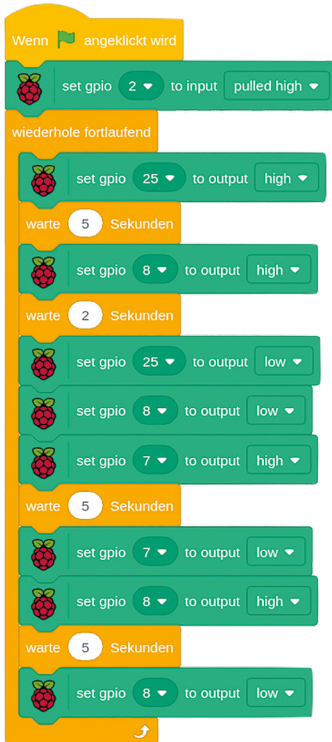 Wenn angeklickt wird
set gpio 2 to input pulled high
wiederhole fortlaufend
set gpio 25 to output high
warte 5 Sekunden
set gpio 8 to output high
warte 2 Sekunden
set gpio 25 to output low
set gpio 8 to output low
set gpio 7 to output high
warte 5 Sekunden
set gpio 7 to output low
set gpio 8 to output high
warte 5 Sekunden
set gpio 8 to output low